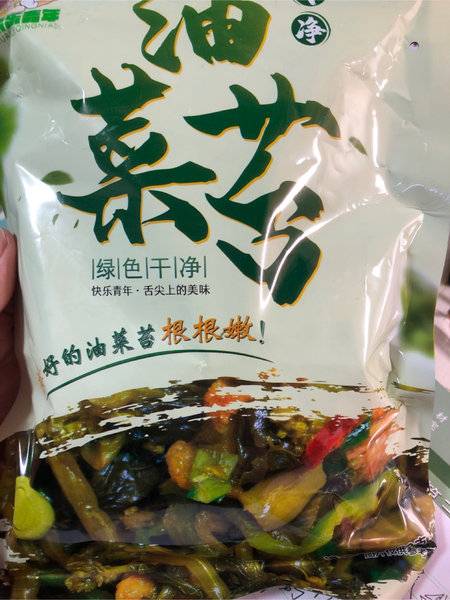 净
油
菜苔
绿色干净
快乐青年·舌尖上的美味
好的油菜苔根根嫩!